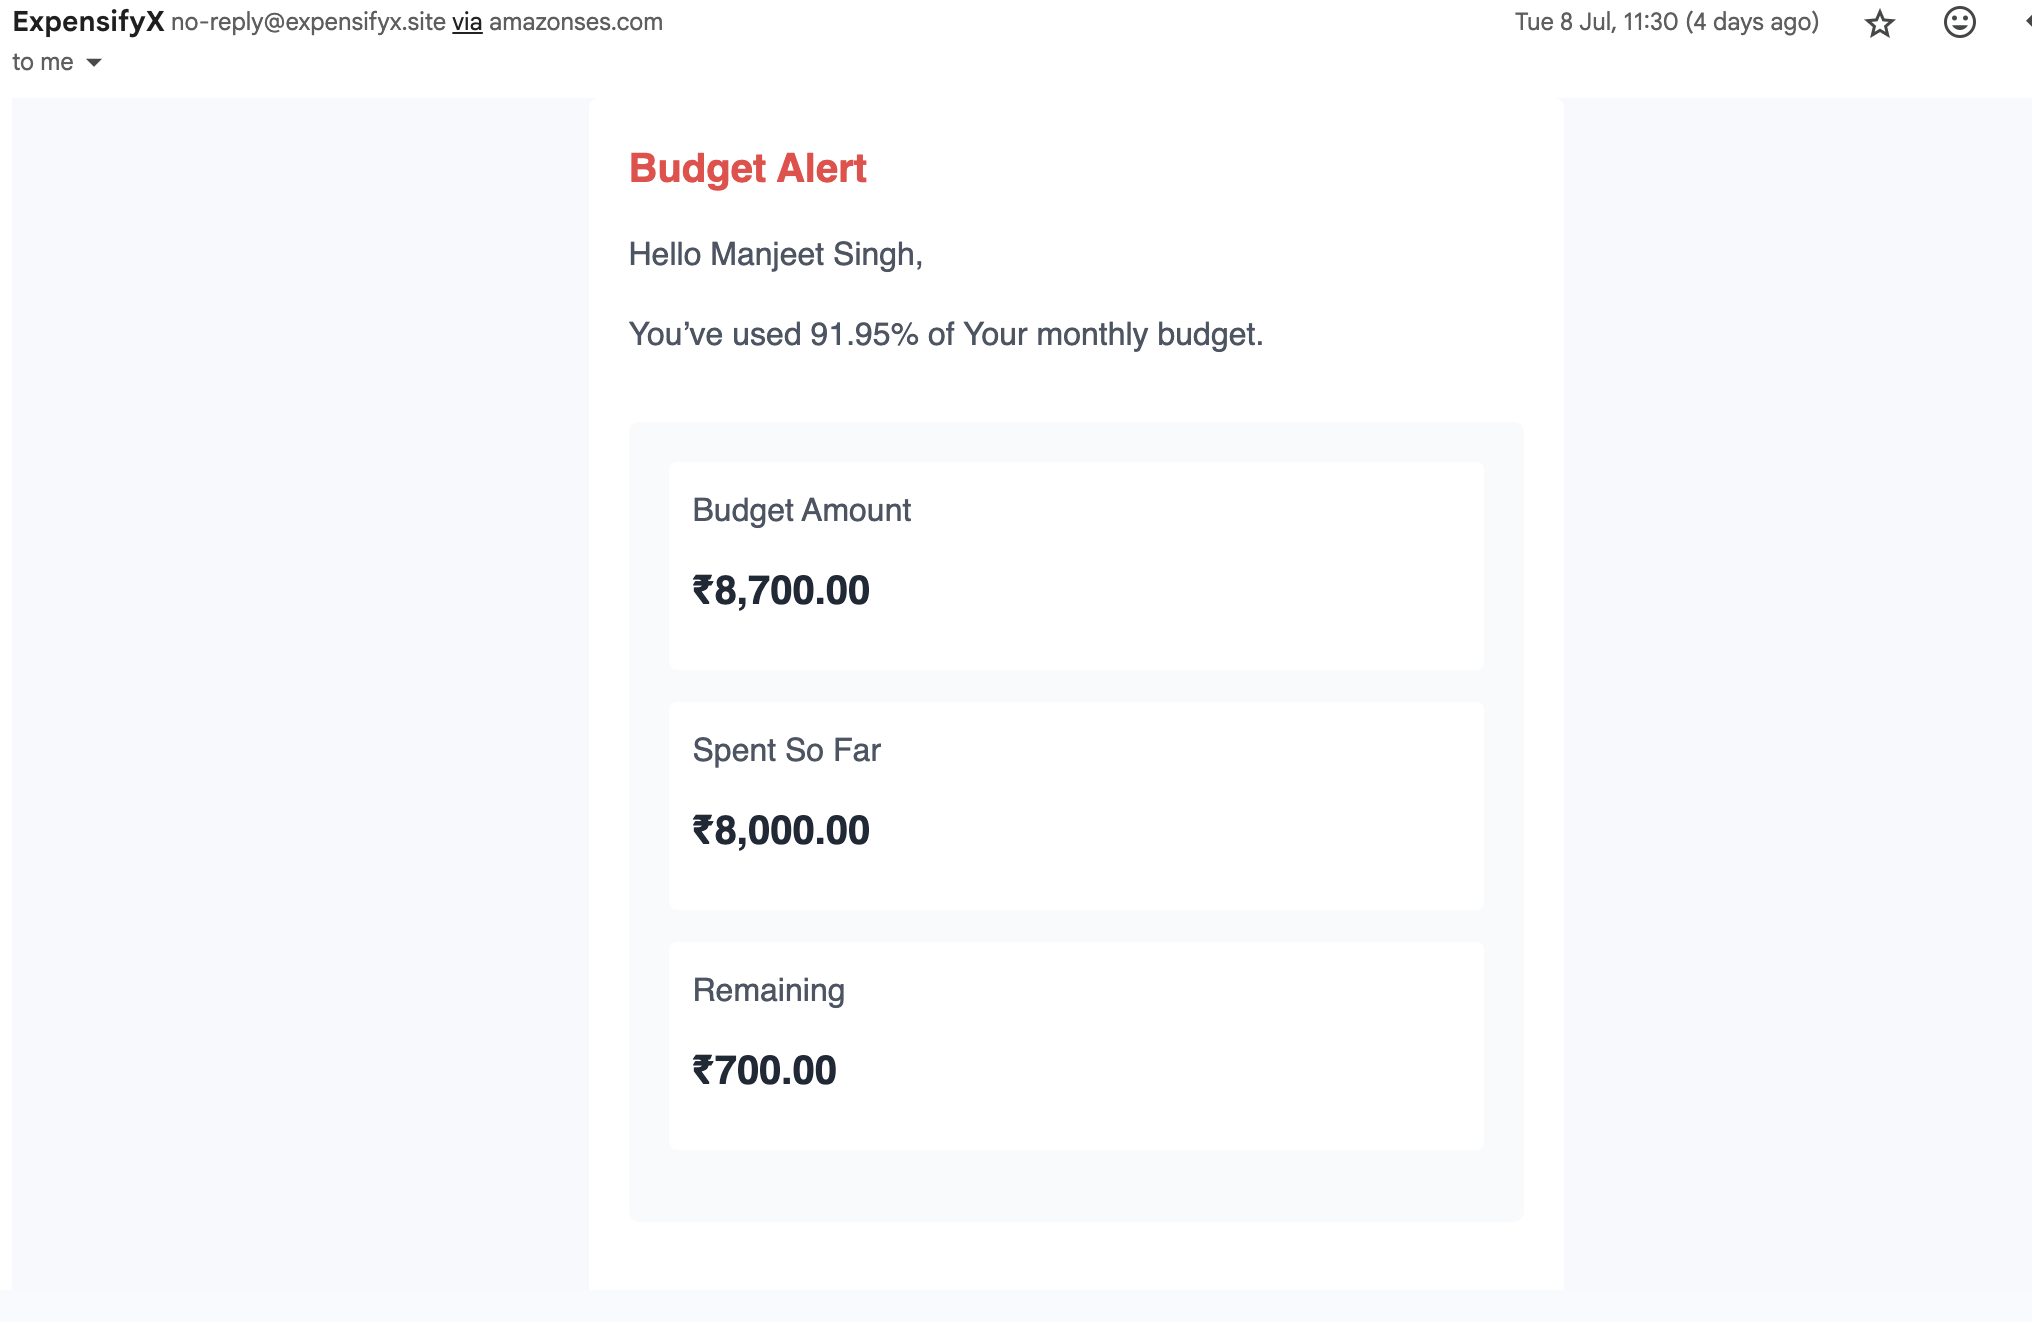 ExpensifyX no-reply@expensifyx.site via amazonses.com
Tue 8 Jul, 11:30 (4 days ago)
to me
Budget Alert
Hello Manjeet Singh,
You’ve used 91.95% of Your monthly budget.
Budget Amount
₹8,700.00
Spent So Far
₹8,000.00
Remaining
₹700.00